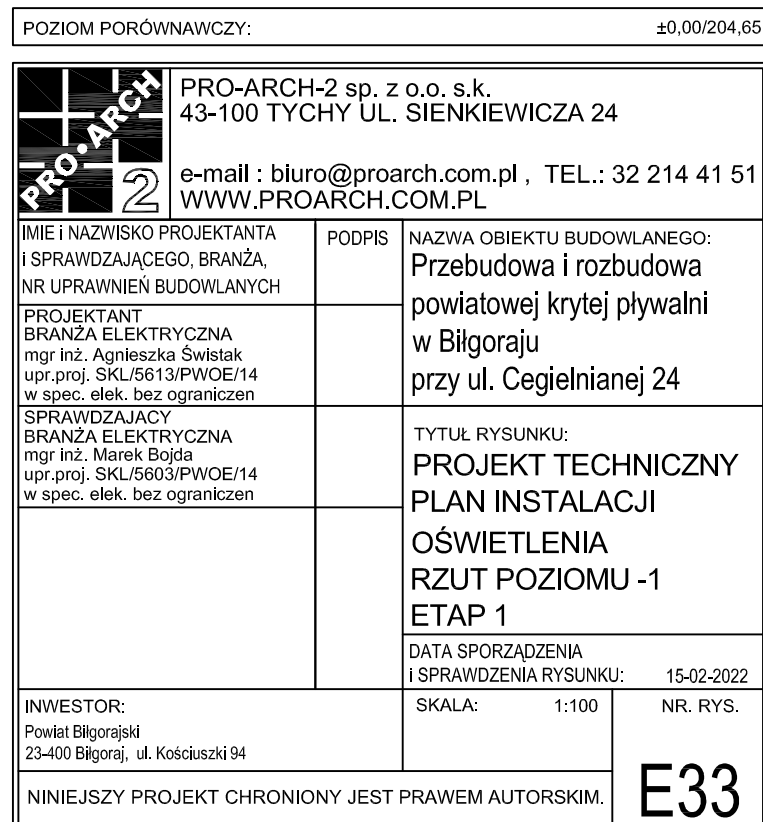 POZIOM PORÓWNAWCZY: ±0,00/204,65
PRO•ARCH
2
PRO-ARCH-2 sp. z o.o. s.k.
43-100 TYCHY UL. SIENKIEWICZA 24
e-mail : biuro@proarch.com.pl , TEL.: 32 214 41 51
WWW.PROARCH.COM.PL
IMIE i NAZWISKO PROJEKTANTA
i SPRAWDZAJĄCEGO, BRANŻA,
NR UPRAWNIEŃ BUDOWLANYCH
PODPIS
PROJEKTANT
BRANŻA ELEKTRYCZNA
mgr inż. Agnieszka Świstak
upr.proj. SKL/5613/PWOE/14
w spec. elek. bez ograniczen
SPRAWDZAJACY
BRANŻA ELEKTRYCZNA
mgr inż. Marek Bojda
upr.proj. SKL/5603/PWOE/14
w spec. elek. bez ograniczen
NAZWA OBIEKTU BUDOWLANEGO:
Przebudowa i rozbudowa
powiatowej krytej pływalni
w Biłgoraju
przy ul. Cegielnianej 24
TYTUŁ RYSUNKU:
PROJEKT TECHNICZNY
PLAN INSTALACJI
OŚWIETLENIA
RZUT POZIOMU -1
ETAP 1
DATA SPORZĄDZENIA
i SPRAWDZENIA RYSUNKU: 15-02-2022
INWESTOR:
Powiat Biłgorajski
23-400 Biłgoraj, ul. Kościuszki 94
SKALA: 1:100
NR. RYS.
E33
NINIEJSZY PROJEKT CHRONIONY JEST PRAWEM AUTORSKIM.